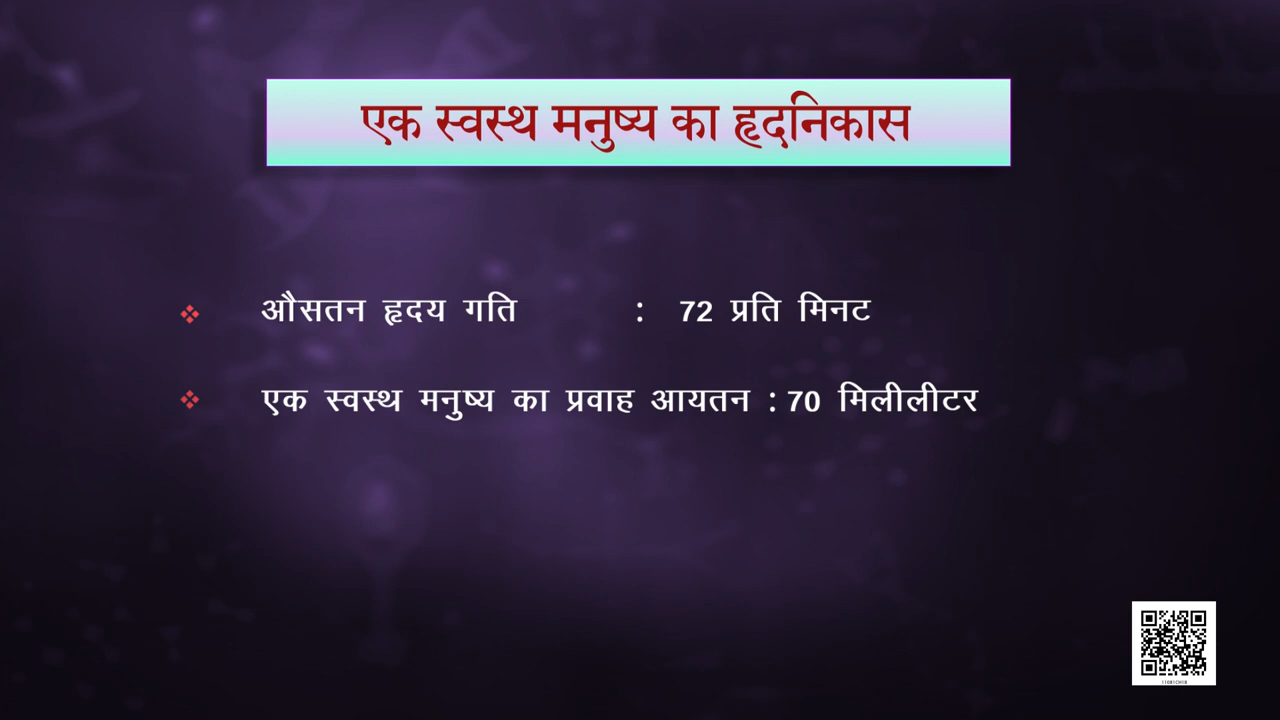 एक स्वस्थ मनुष्य का हृदनिकास
❖ औसतन हृदय गति : 72 प्रति मिनट
❖ एक स्वस्थ मनुष्य का प्रवाह आयतन : 70 मिलीलीटर